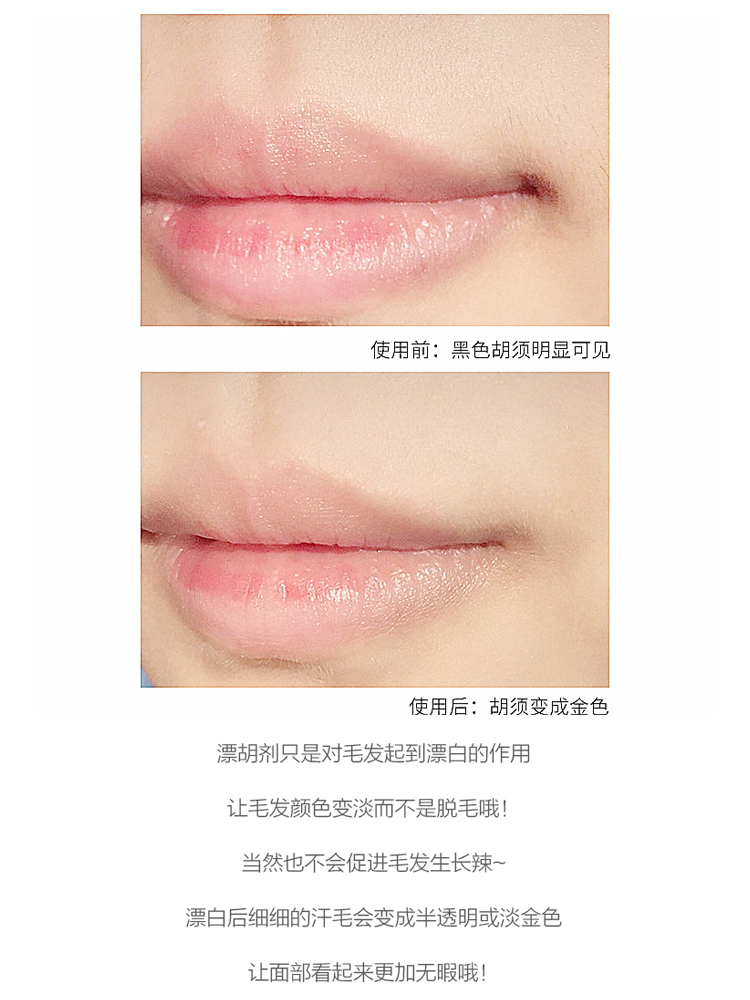 使用前：黑色胡须明显可见
使用后：胡须变成金色
漂胡剂只是对毛发起到漂白的作用
让毛发颜色变淡而不是脱毛哦！
当然也不会促进毛发生长辣~
漂白后细细的汗毛会变成半透明或淡金色
让面部看起来更加无暇哦！